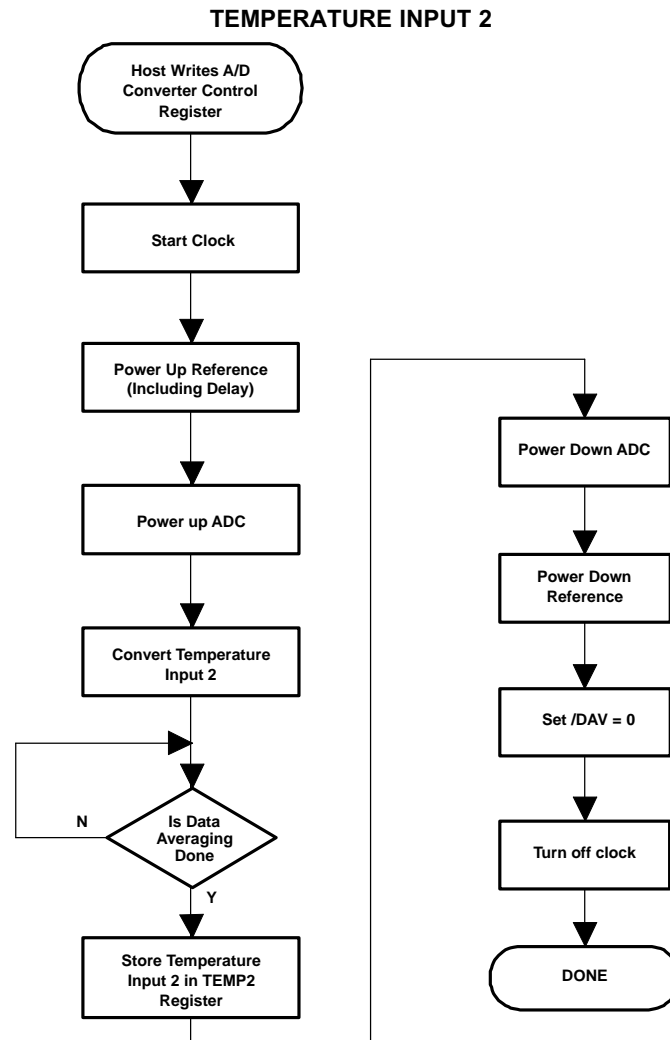 TEMPERATURE INPUT 2
Host Writes A/D
Converter Control
Register
Start Clock
Power Up Reference
(Including Delay)
Power up ADC
Convert Temperature
Input 2
N
Is Data
Averaging
Done
Y
Store Temperature
Input 2 in TEMP2
Register
Power Down ADC
Power Down
Reference
Set /DAV = 0
Turn off clock
DONE